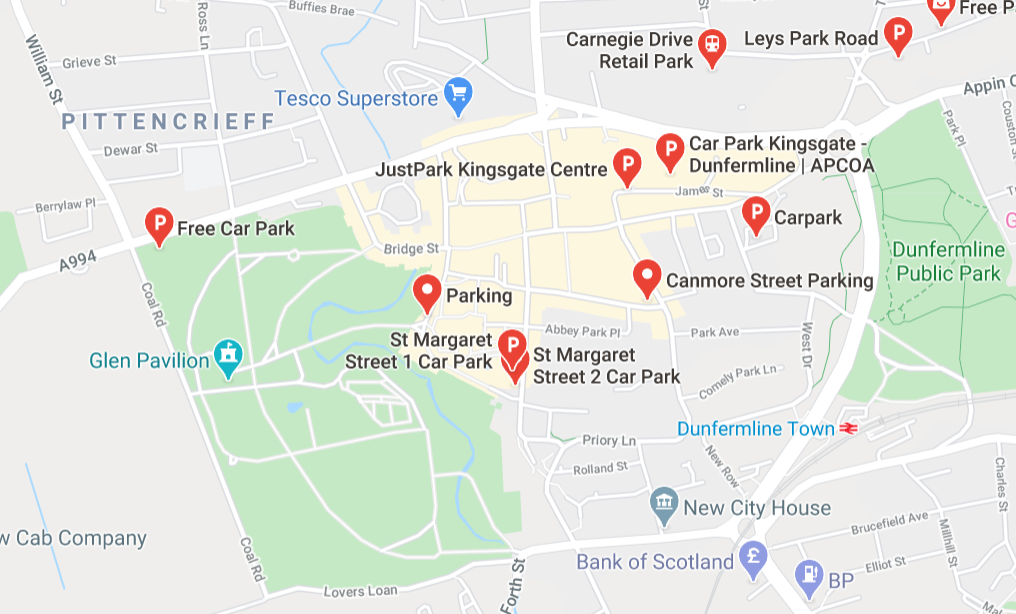 Buffies Brae
Ross Ln
William St
Grieve St
PITTENCRIEFF
Dewar St
Berrylaw Pl
A994
Free Car Park
Tesco Superstore
Carnegie Drive
Retail Park
Leys Park Road
Free P
Appin C
Park Pl
JustPark Kingsgate Centre
Car Park Kingsgate -
Dunfermline | APCOA
James St
Carpark
Bridge St
Dunfermline
Public Park
Canmore Street Parking
Parking
Coal Rd
Glen Pavilion
St Margaret
Street 1 Car Park
St Margaret
Street 2 Car Park
Abbey Park Pl
Park Ave
West Dr
Comely Park Ln
Dunfermline Town
Priory Ln
Rolland St
New Row
New City House
w Cab Company
Coal Rd
Lovers Loan
Forth St
Bank of Scotland
BP
Brucefield Ave
Elliot St
Millhill St
Charles St
P
P
P
P
P
P
P
£